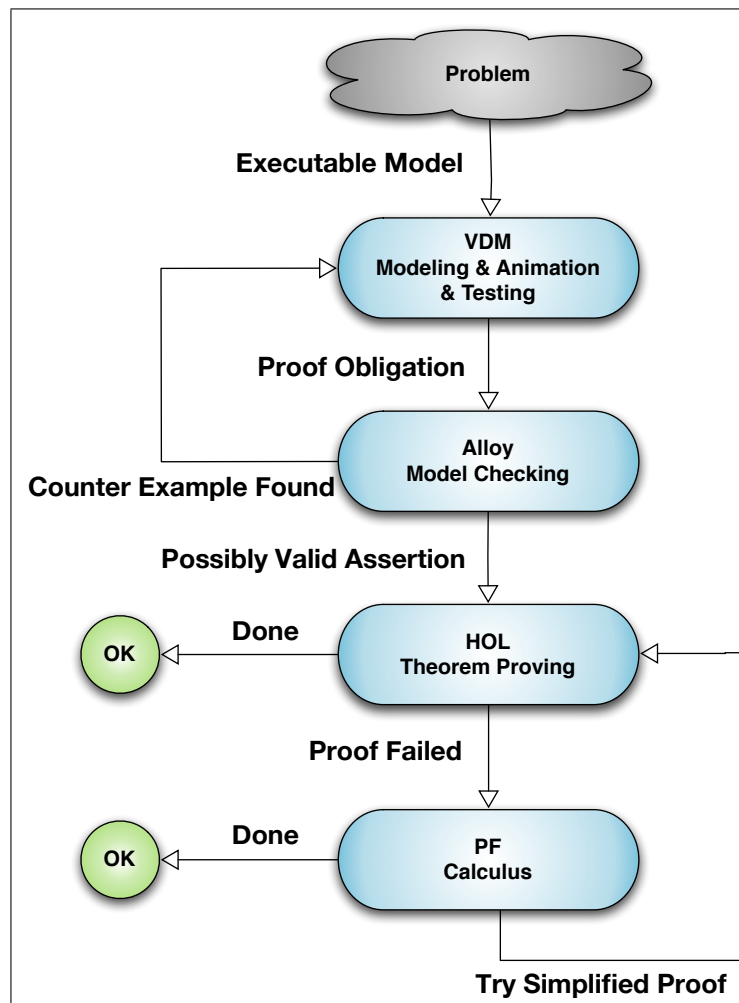 Problem
Executable Model
VDM
Modeling & Animation
& Testing
Proof Obligation
Alloy
Model Checking
Counter Example Found
Possibly Valid Assertion
OK
Done
HOL
Theorem Proving
Proof Failed
OK
Done
PF
Calculus
Try Simplified Proof